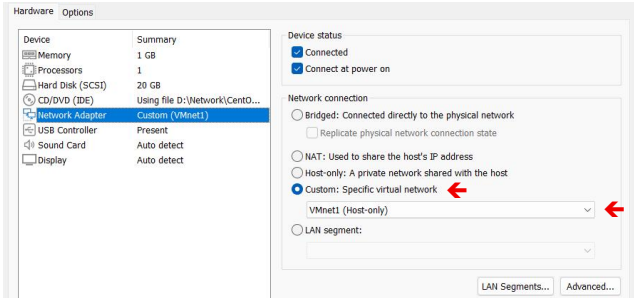 Hardware Options
Device Summary
Memory 1 GB
Processors 1
Hard Disk (SCSI) 20 GB
CD/DVD (IDE) Using file D:\Network\CentO...
Network Adapter Custom (VMnet1)
USB Controller Present
Sound Card Auto detect
Display Auto detect
Device status
Connected
Connect at power on
Network connection
Bridged: Connected directly to the physical network
Replicate physical network connection state
NAT: Used to share the host's IP address
Host-only: A private network shared with the host
Custom: Specific virtual network
VMnet1 (Host-only)
LAN segment:
LAN Segments... Advanced...